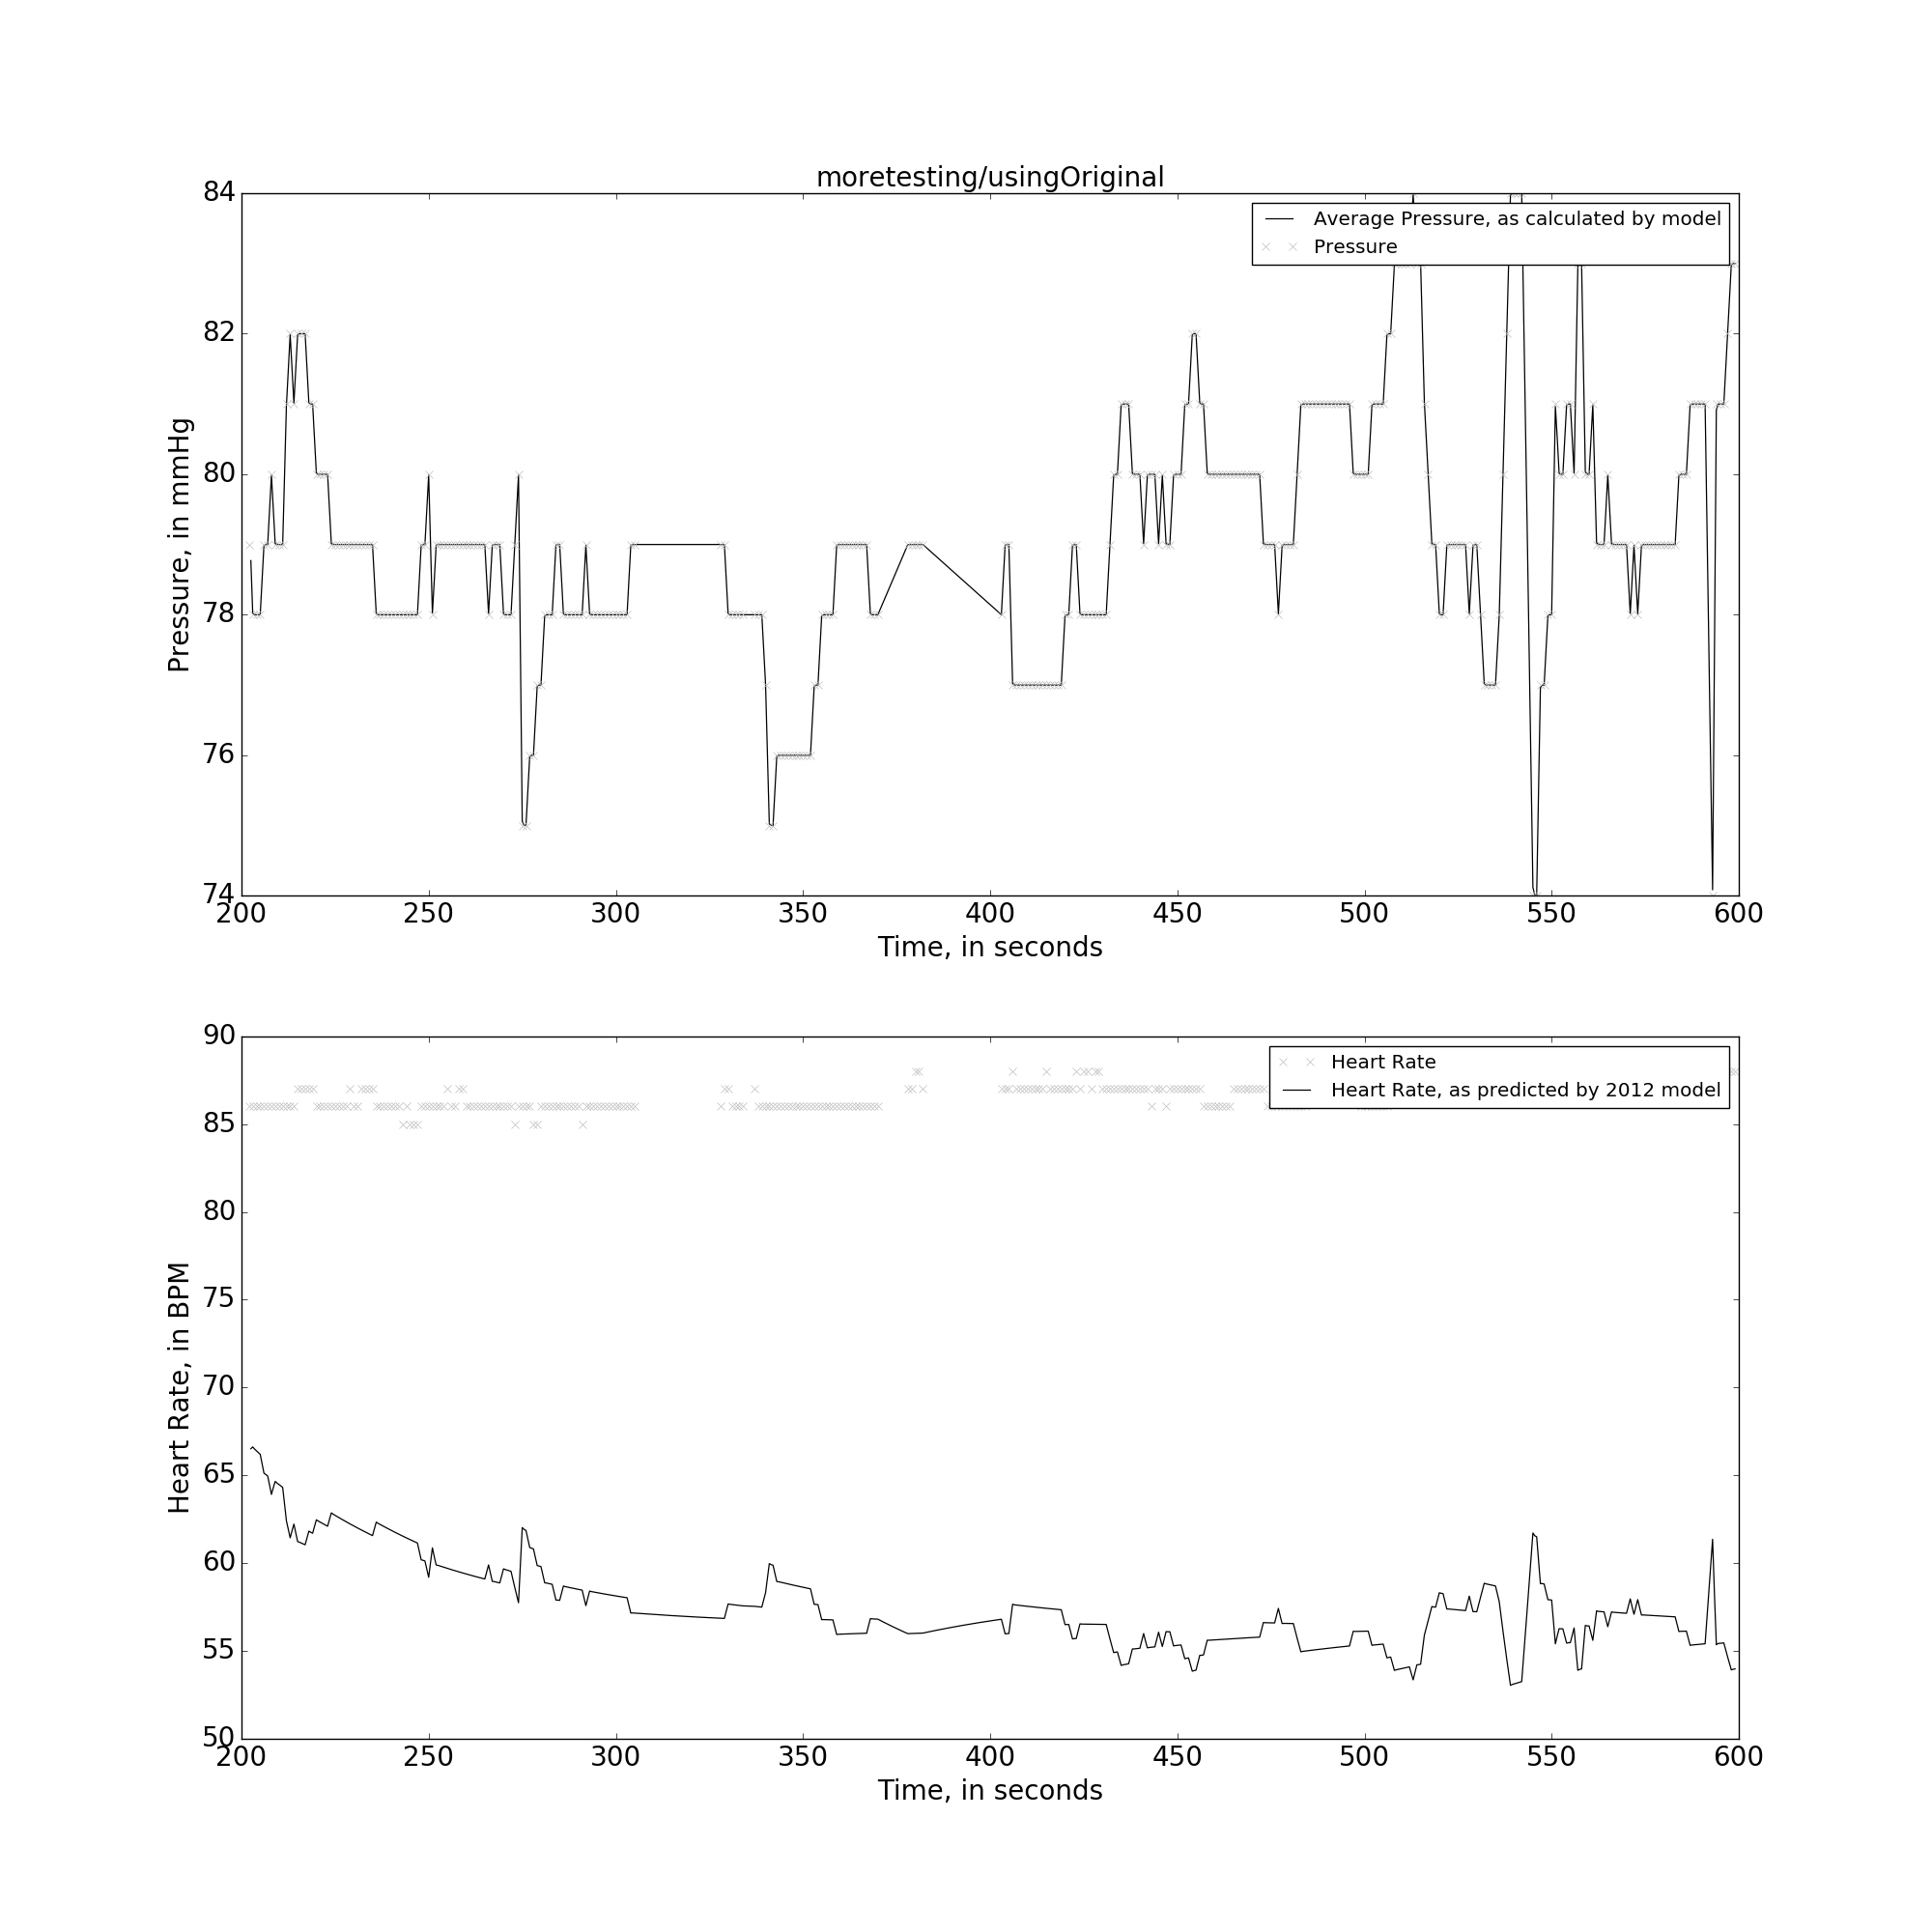 moretesting/usingOriginal
84
82
80
78
76
74
Pressure, in mmHg
Average Pressure, as calculated by model
Pressure
200 250 300 350 400 450 500 550 600
Time, in seconds
90
85
80
75
70
65
60
55
50
Heart Rate, in BPM
Heart Rate
Heart Rate, as predicted by 2012 model
200 250 300 350 400 450 500 550 600
Time, in seconds